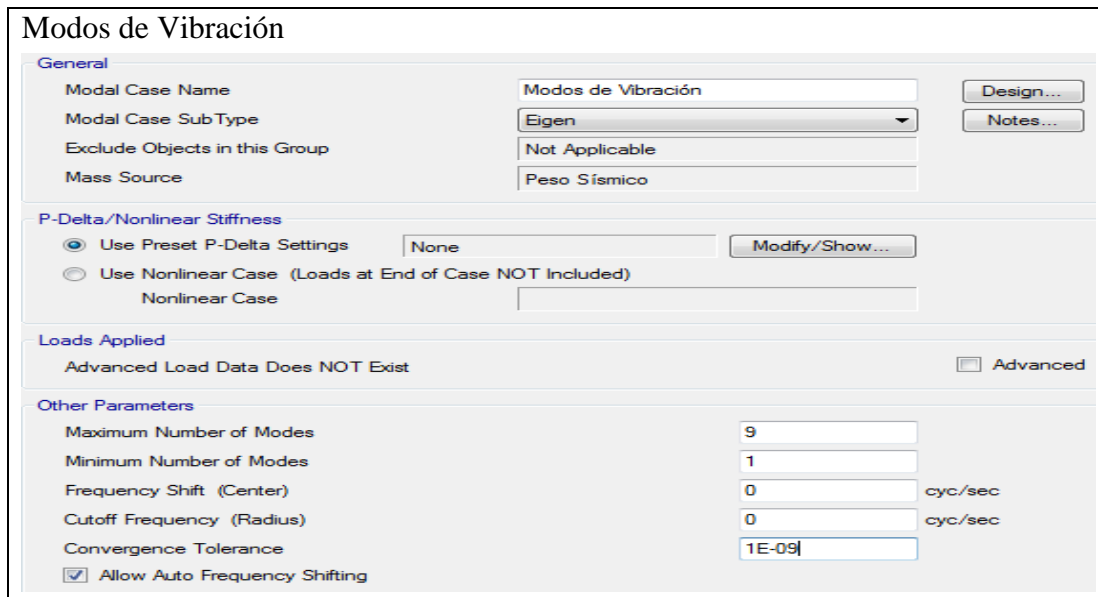 Modos de Vibración
General
Modal Case Name Modos de Vibración Design...
Modal Case SubType Eigen Notes...
Exclude Objects in this Group Not Applicable
Mass Source Peso Sísmico
P-Delta/Nonlinear Stiffness
Use Preset P-Delta Settings None Modify/Show...
Use Nonlinear Case (Loads at End of Case NOT Included)
Nonlinear Case
Loads Applied
Advanced Load Data Does NOT Exist Advanced
Other Parameters
Maximum Number of Modes 9
Minimum Number of Modes 1
Frequency Shift (Center) 0 cyc/sec
Cutoff Frequency (Radius) 0 cyc/sec
Convergence Tolerance 1E-09
Allow Auto Frequency Shifting